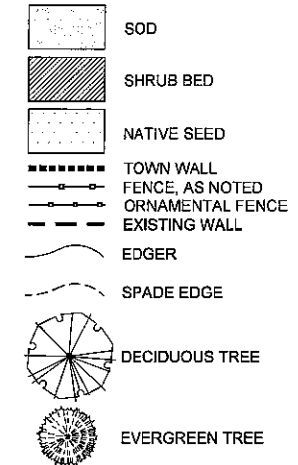 SOD
SHRUB BED
NATIVE SEED
TOWN WALL
FENCE, AS NOTED
ORNAMENTAL FENCE
EXISTING WALL
EDGER
SPADE EDGE
DECIDUOUS TREE
EVERGREEN TREE